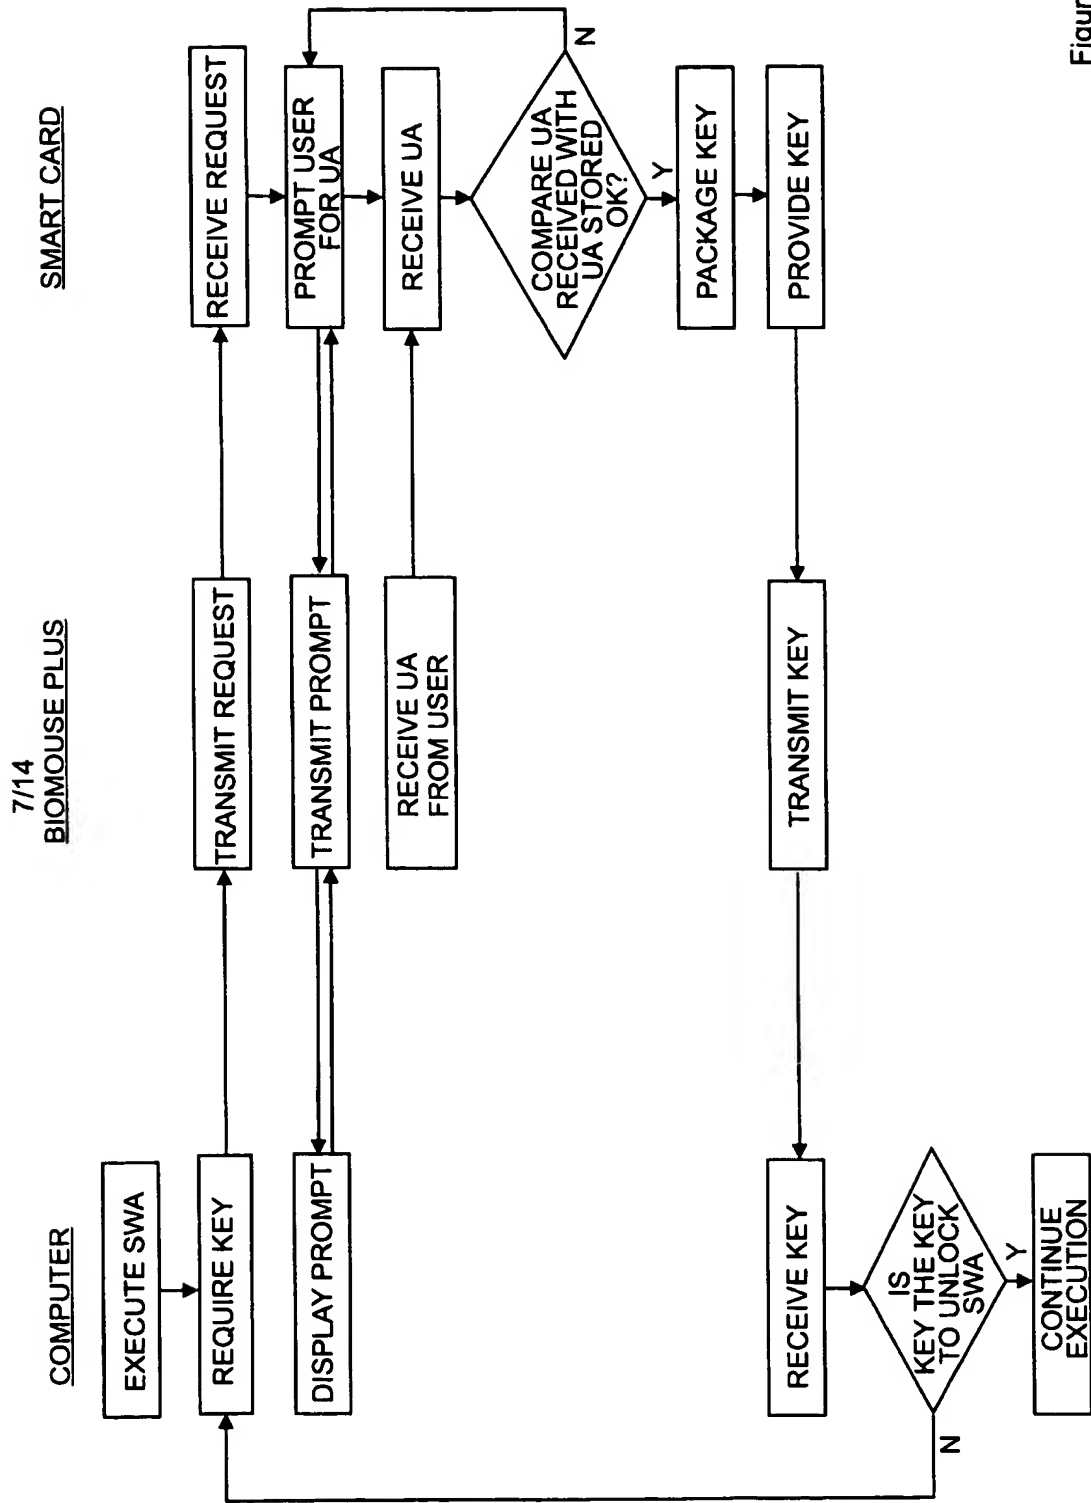 7/14
COMPUTER
BIOMOUSE PLUS
SMART CARD
EXECUTE SWA
REQUIRE KEY
TRANSMIT REQUEST
RECEIVE REQUEST
DISPLAY PROMPT
TRANSMIT PROMPT
PROMPT USER
FOR UA
RECEIVE UA
FROM USER
RECEIVE UA
COMPARE UA
RECEIVED WITH
UA STORED
OK?
N
Y
PACKAGE KEY
PROVIDE KEY
TRANSMIT KEY
RECEIVE KEY
IS
KEY THE KEY
TO UNLOCK
SWA
N
Y
CONTINUE
EXECUTION